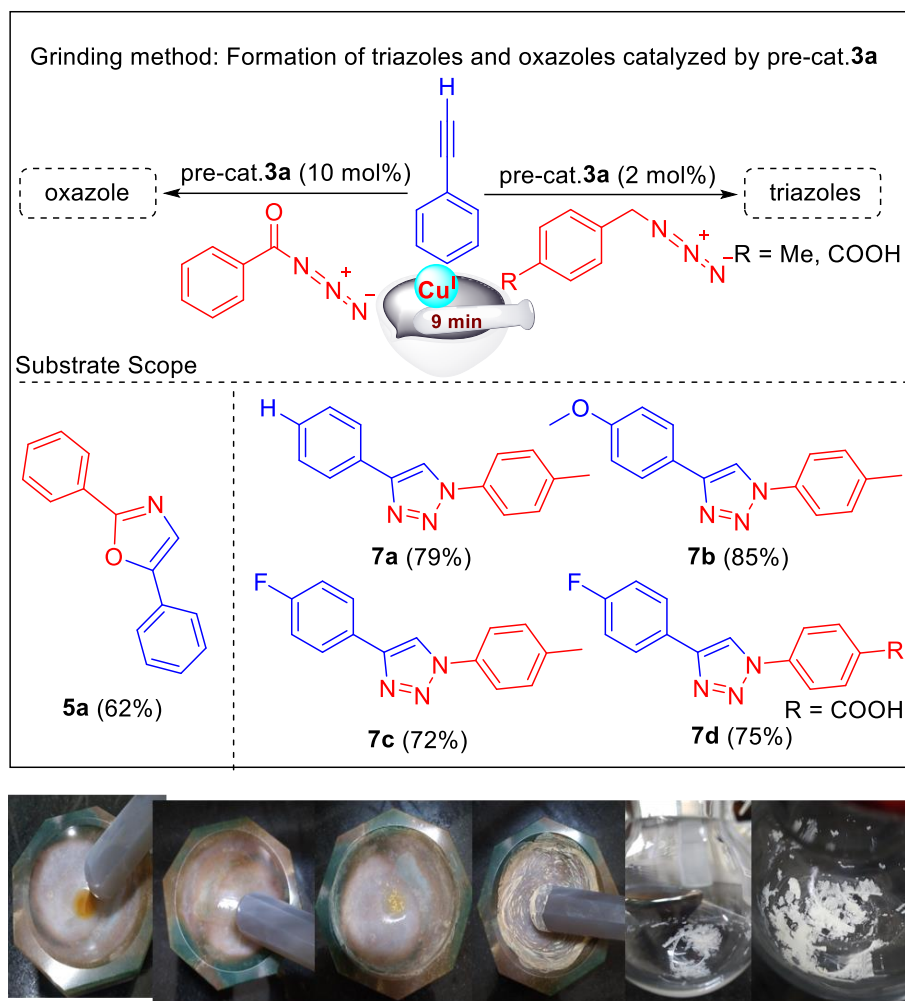 Grinding method: Formation of triazoles and oxazoles catalyzed by pre-cat.3a
H
pre-cat.3a (10 mol%)
pre-cat.3a (2 mol%)
oxazole
triazoles
O
N
N
N
+
−
N
N
N
+
−
R
R = Me, COOH
Cu^I
9 min
Substrate Scope
N
O
5a (62%)
H
N
N
N
7a (79%)
O
N
N
N
7b (85%)
F
N
N
N
7c (72%)
F
N
N
N
R
R = COOH
7d (75%)